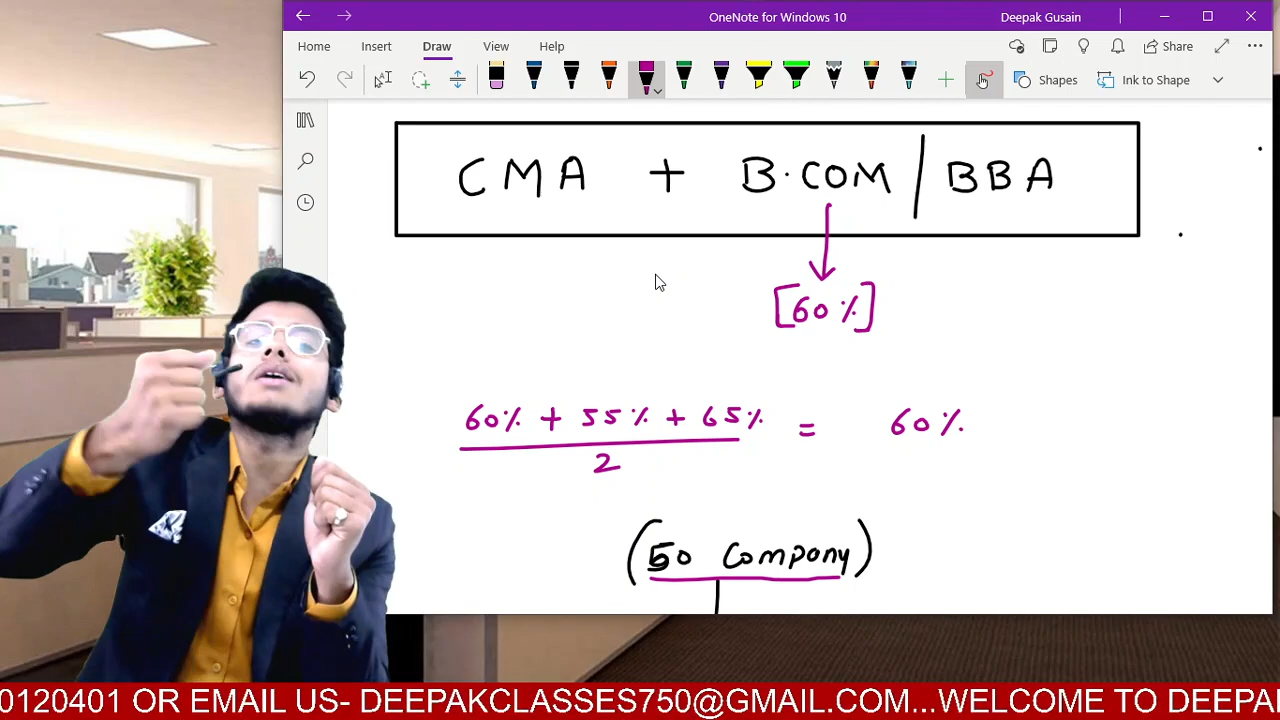 OneNote for Windows 10
Deepak Gusain
Home Insert Draw View Help
Share
Shapes
Ink to Shape
CMA + B.COM / BBA
[60%]
60% + 55% + 65% = 60%
2
(50 Company)
0120401 OR EMAIL US- DEEPAKCLASSES750@GMAIL.COM...WELCOME TO DEEPA